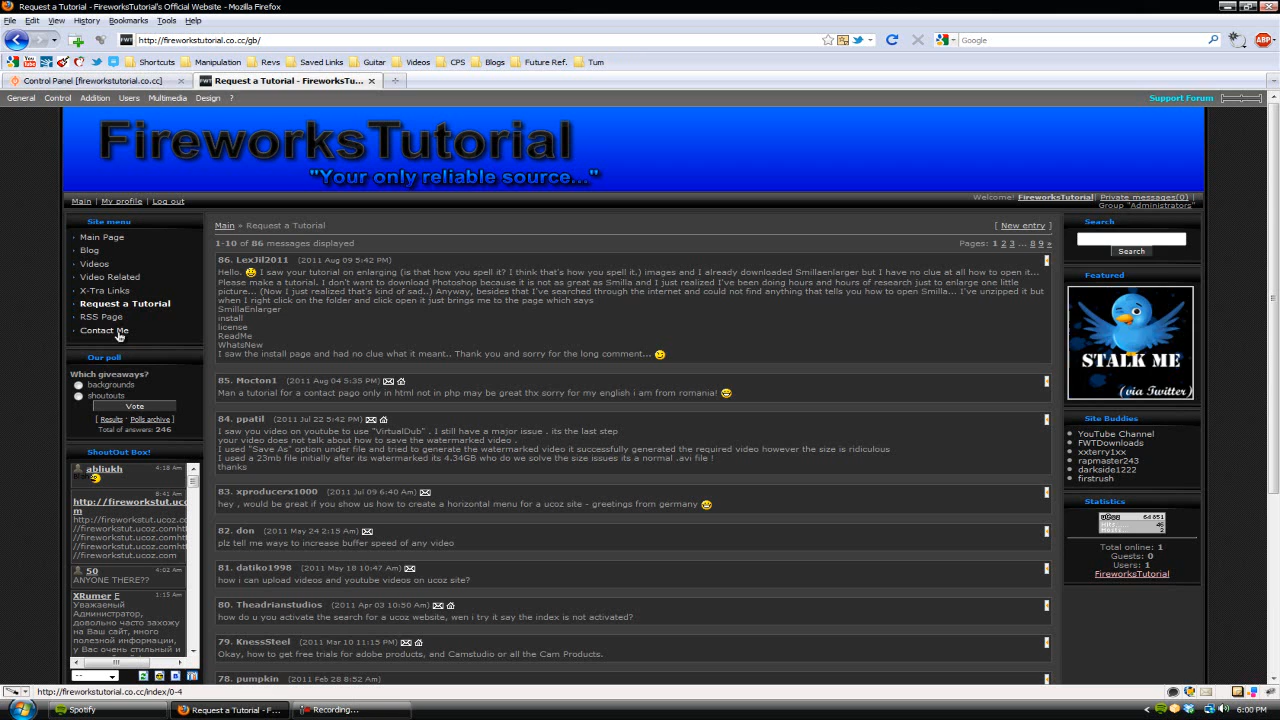 Request a Tutorial - FireworksTutorial's Official Website - Mozilla Firefox
File Edit View History Bookmarks Tools Help
http://fireworkstutorial.co.cc/gb/
Google
Shortcuts Manipulation Revs Saved Links Guitar Videos CPS Blogs Future Ref. Tum
Control Panel [fireworkstutorial.co.cc]
FWT Request a Tutorial - FireworksTu...
General Control Addition Users Multimedia Design ?
Support Forum
FireworksTutorial
"Your only reliable source..."
Main | My profile | Log out
Welcome! FireworksTutorial! | Private messages(0) |
Group "Administrators"
Site menu
Main Page
Blog
Videos
Video Related
X-Tra Links
Request a Tutorial
RSS Page
Contact Me
Our poll
Which giveaways?
backgrounds
shoutouts
Vote
[ Results · Polls archive ]
Total of answers: 246
ShoutOut Box!
abliukh 4:18 Am
8:41 Am
http://fireworkstut.uco
m
http://fireworkstut.ucoz.c
//fireworkstut.ucoz.comht
//fireworkstut.ucoz.comht
//fireworkstut.ucoz.comht
//fireworkstut.ucoz.com
50 4:02 Am
ANYONE THERE??
XRumer E 1:15 Am
Уважаемый
Администратор,
довольно часто захожу
на Ваш сайт, много
полезной информации,
у Вас очень стильный и
Main » Request a Tutorial
[ New entry ]
1-10 of 86 messages displayed
Pages: 1 2 3 ... 8 9 »
86. LexJil2011 (2011 Aug 09 5:42 PM)
Hello. I saw your tutorial on enlarging (is that how you spell it? I think that's how you spell it.) images and I already downloaded Smillaenlarger but I have no clue at all how to open it...
Please make a tutorial. I don't want to download Photoshop because it is not as great as Smilla and I just realized I've been doing hours and hours of research just to enlarge one little
picture... (Now I just realized that's kind of sad..) Anyway, besides that I've searched through the internet and could not find anything that tells you how to open Smilla... I've unzipped it but
when I right click on the folder and click open it just brings me to the page which says
SmillaEnlarger
install
license
ReadMe
WhatsNew
I saw the install page and had no clue what it meant.. Thank you and sorry for the long comment...
85. Mocton1 (2011 Aug 04 5:35 PM)
Man a tutorial for a contact pago only in html not in php may be great thx sorry for my english i am from romania!
84. ppatil (2011 Jul 22 5:42 PM)
I saw you video on youtube to use "VirtualDub" . I still have a major issue . its the last step
your video does not talk about how to save the watermarked video .
I used "Save As" option under file and tried to generate the watermark video it successfully generated the required video however the size is ridiculous
I used a 23mb file initially after its watermarked its 4.34GB who do we solve the size issues its a normal .avi file !
thanks
83. xproducerx1000 (2011 Jul 09 6:40 AM)
hey , would be great if you show us how to create a horizontal menu for a ucoz site - greetings from germany
82. don (2011 May 24 2:15 Am)
plz tell me ways to increase buffer speed of any video
81. datiko1998 (2011 May 18 10:47 Am)
how i can upload videos and youtube videos on ucoz site?
80. Theadrianstudios (2011 Apr 03 10:50 Am)
how do u you activate the search for a ucoz website, wen i try it say the index is not activated?
79. KnessSteel (2011 Mar 10 11:15 PM)
Okay, how to get free trials for adobe products, and Camstudio or all the Cam Products.
78. pumpkin (2011 Feb 28 8:52 AM)
Search
Search
Featured
STALK ME
(via Twitter)
Site Buddies
YouTube Channel
FWTDownloads
xxterry1xx
rapmaster243
darkside1222
firstrush
Statistics
Total online: 1
Guests: 0
Users: 1
FireworksTutorial
http://fireworkstutorial.co.cc/index/0-4
Spotify
Request a Tutorial - F...
Recording...
6:00 PM